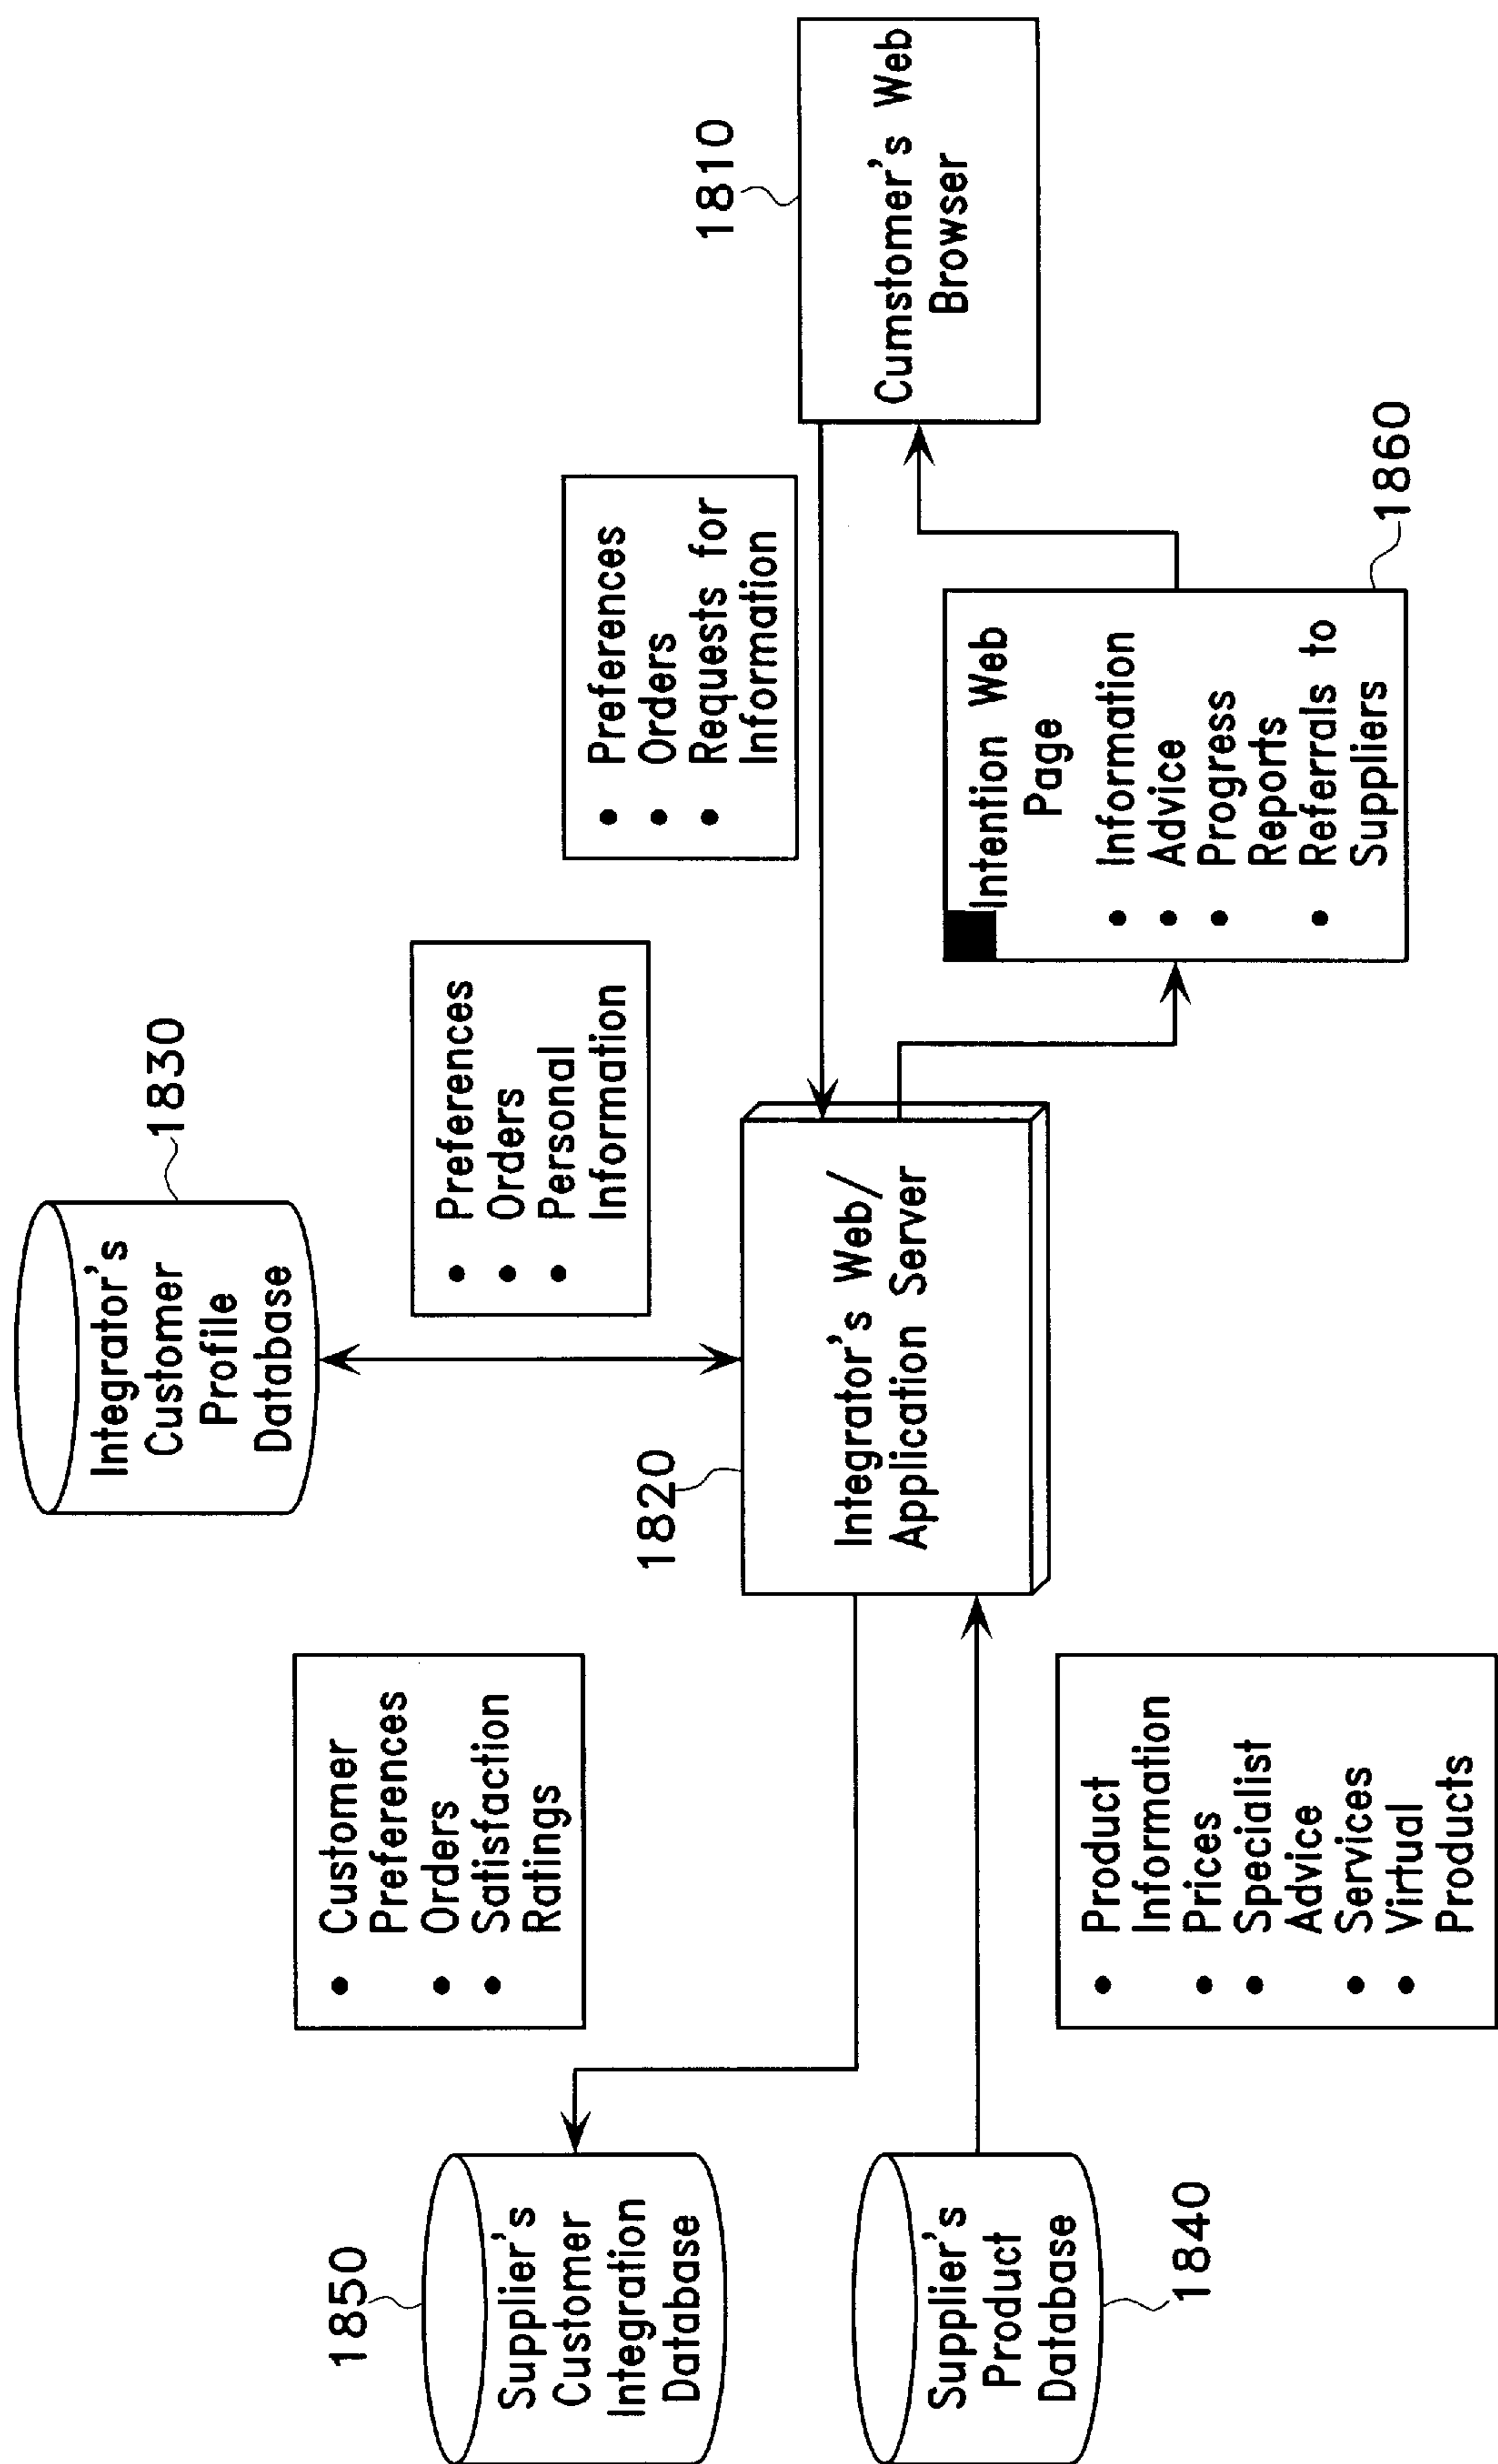 1830
Integrator's
Customer
Profile
Database
1850
Supplier's
Customer
Integration
Database
• Customer
Preferences
• Orders
• Satisfaction
Ratings
• Preferences
• Orders
• Personal
Information
• Preferences
• Orders
• Requests for
Information
1810
Cumstomer's Web
Browser
1820
Integrator's Web/
Application Server
Supplier's
Product
Database
1840
• Product
Information
• Prices
• Specialist
Advice
• Services
• Virtual
Products
Intention Web
Page
• Information
• Advice
• Progress
Reports
• Referrals to
Suppliers
1860